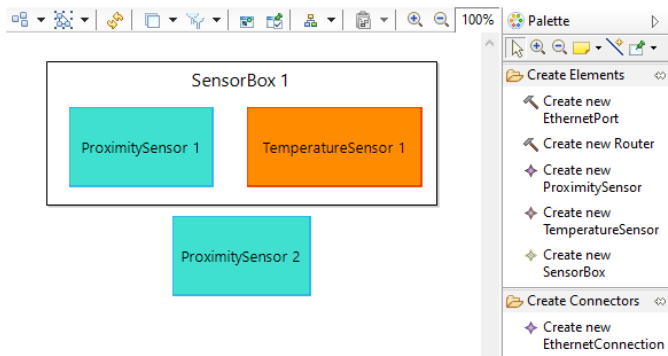 100%
Palette
SensorBox 1
Create Elements
ProximitySensor 1
TemperatureSensor 1
Create new
EthernetPort
Create new Router
Create new
ProximitySensor
Create new
TemperatureSensor
ProximitySensor 2
Create new
SensorBox
Create Connectors
Create new
EthernetConnection